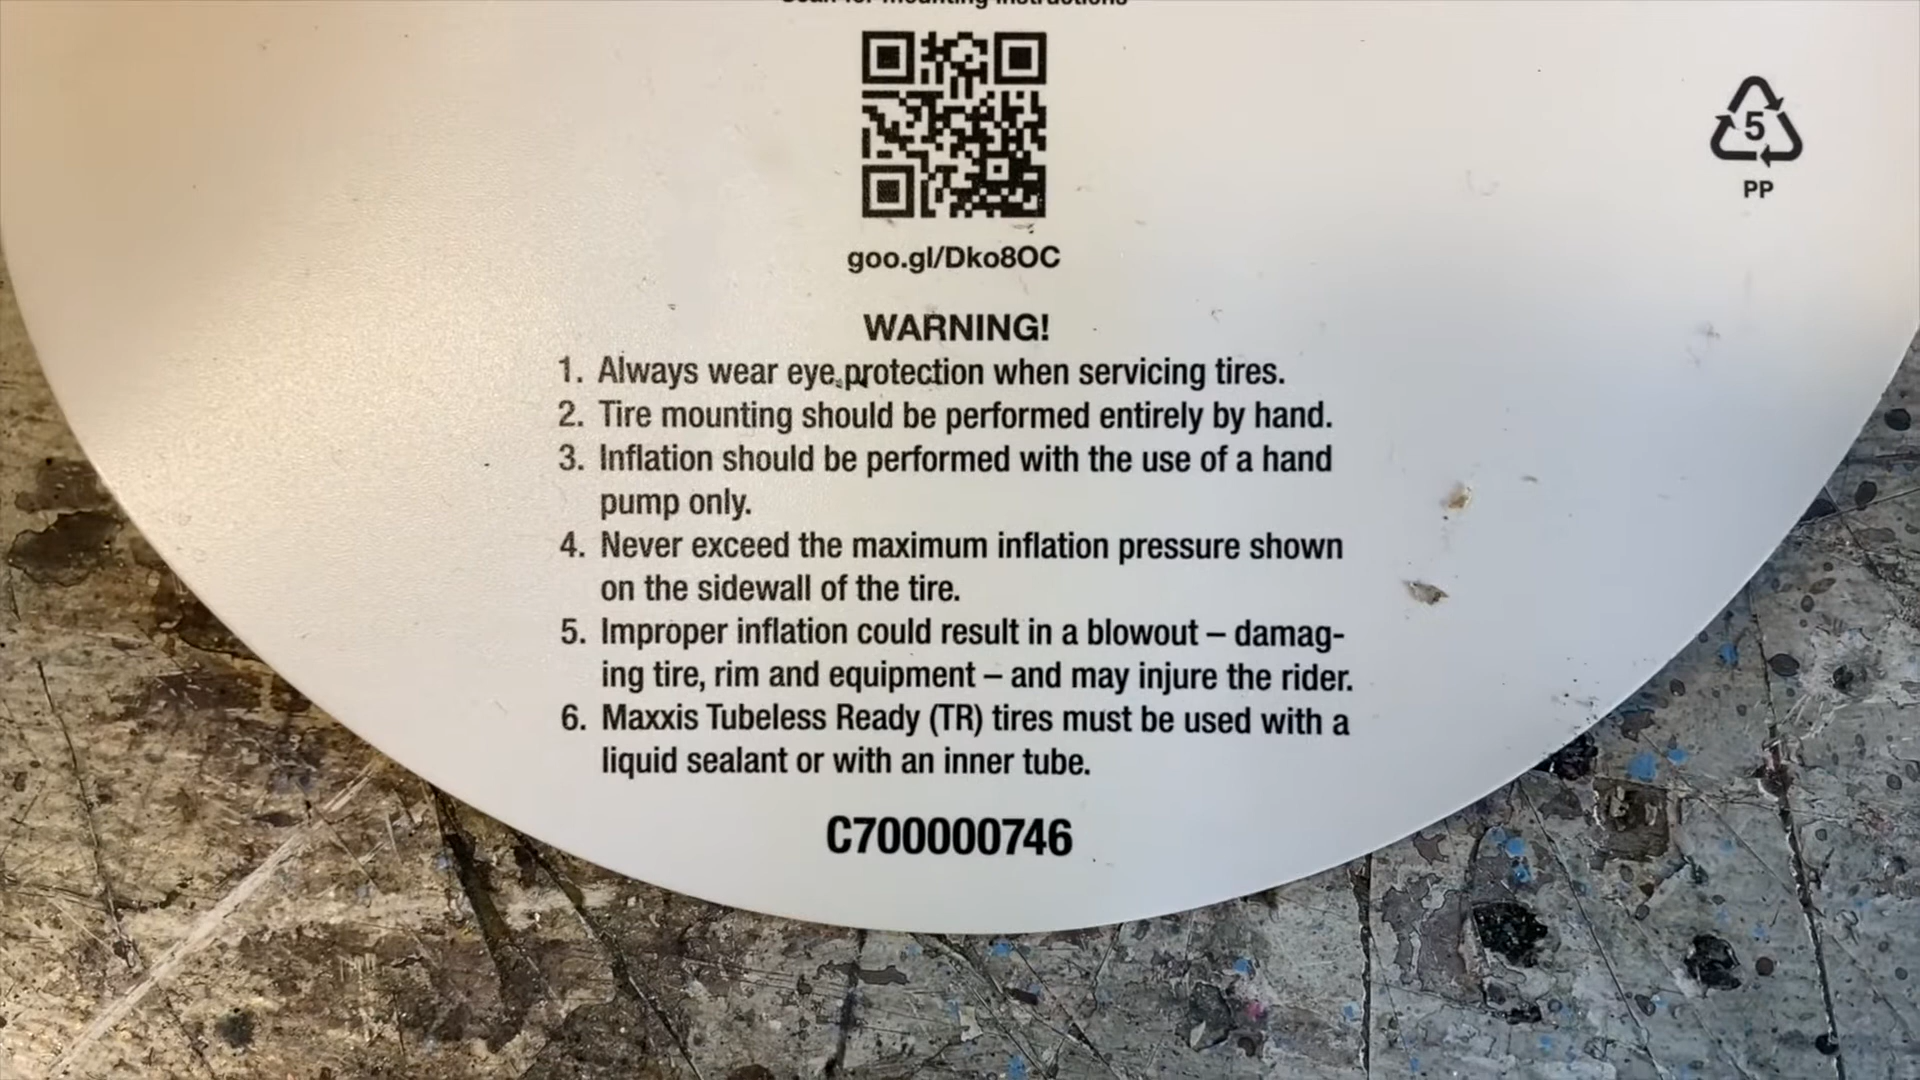 Scan for mounting instructions
5
PP
goo.gl/Dko8OC
WARNING!
1. Always wear eye protection when servicing tires.
2. Tire mounting should be performed entirely by hand.
3. Inflation should be performed with the use of a hand
pump only.
4. Never exceed the maximum inflation pressure shown
on the sidewall of the tire.
5. Improper inflation could result in a blowout – damag-
ing tire, rim and equipment – and may injure the rider.
6. Maxxis Tubeless Ready (TR) tires must be used with a
liquid sealant or with an inner tube.
C700000746